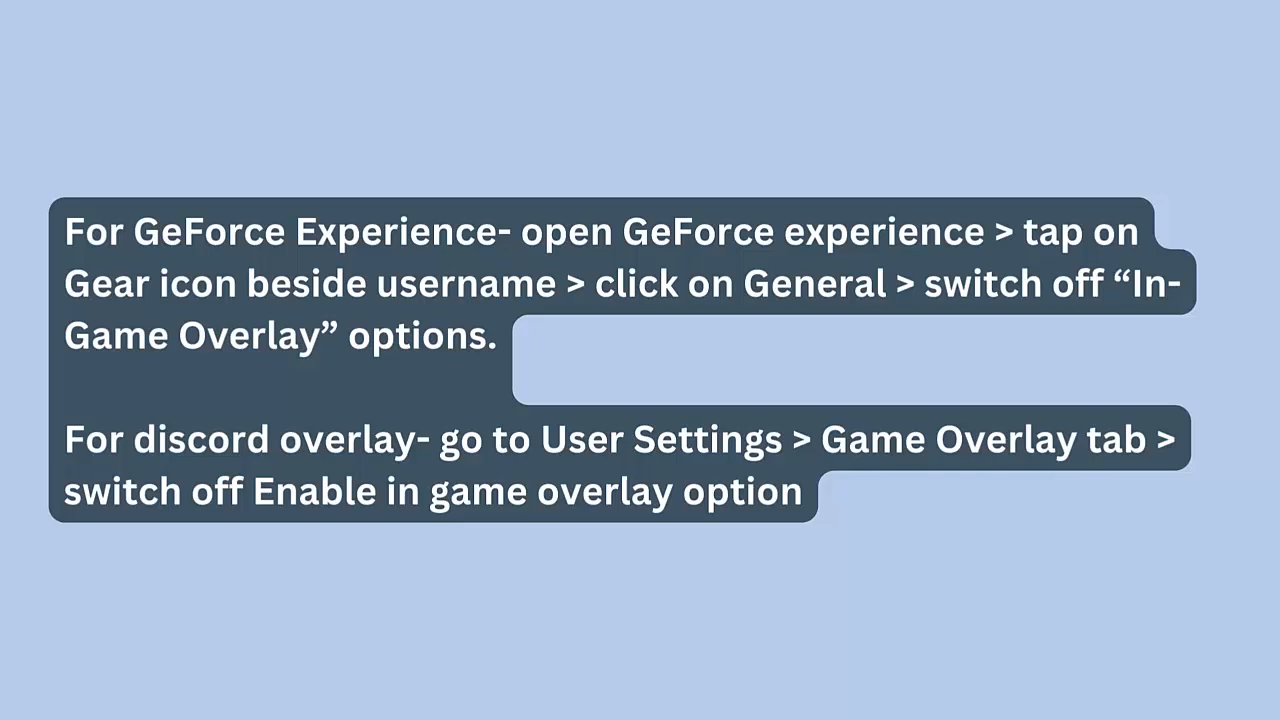 For GeForce Experience- open GeForce experience > tap on
Gear icon beside username > click on General > switch off “In-
Game Overlay” options.
For discord overlay- go to User Settings > Game Overlay tab >
switch off Enable in game overlay option